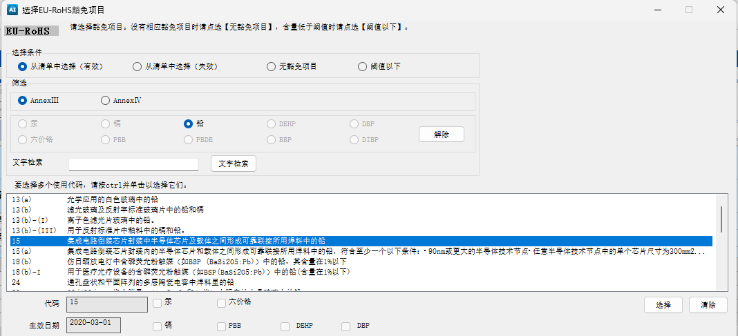 选择EU-RoHS豁免项目
EU-RoHS 请选择豁免项目。没有相应豁免项目时请点选【无豁免项目】，含量低于阈值时请点选【阈值以下】。
选择条件
从清单中选择（有效） 从清单中选择（失效） 无豁免项目 阈值以下
筛选
AnnexIII AnnexIV
汞 镉 铅 DEHP DBP
六价铬 PBB PBDE BBP DIBP
解除
文字检索 文字检索
要选择多个使用代码，请按ctrl并单击以选择它们。
13(a) 光学应用的白色玻璃中的铅
13(b) 滤光玻璃及反射率标准玻璃片中的铅和镉
13(b)-(I) 离子色滤光片玻璃中的铅。
13(b)-(III) 用于反射标准片中釉料中的镉和铅。
15 集成电路倒装芯片封装中半导体芯片及载体之间形成可靠联接所用焊料中的铅
15(a) 集成电路倒装芯片封装内的半导体芯片和载体之间形成可靠联接所用的焊料中的铅，符合至少一个以下条件：・90nm或更大的半导体技术节点・任意半导体技术节点中的单个芯片尺寸为300mm2...
18(b) 仿日晒放电灯中含磷荧光粉触媒（如BSP (BaSi2O5:Pb)）中的铅，其含量在1%以下
18(b)-I 用于医疗光疗设备的含磷荧光粉触媒（如BSP(BaSi2O5:Pb)）中的铅(含量在1%以下)
24 通孔盘状和平面阵列的多层陶瓷电容中焊料里的铅
代码 15 汞 六价铬 选择 清除
生效日期 2020-03-01 镉 PBB DEHP DBP